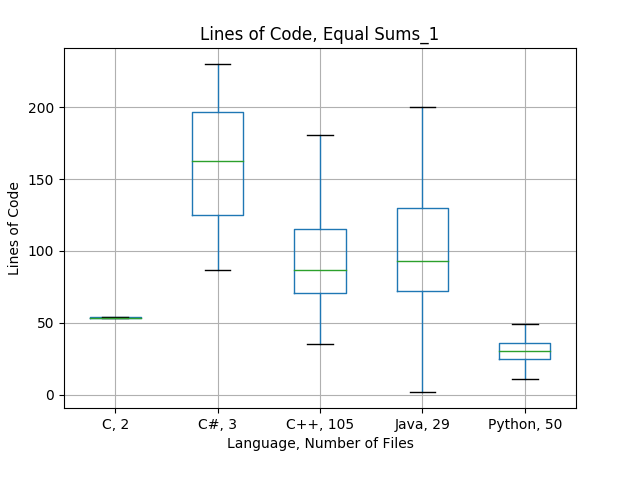 Lines of Code, Equal Sums_1
Lines of Code
200
150
100
50
0
C, 2
C#, 3
C++, 105
Java, 29
Python, 50
Language, Number of Files